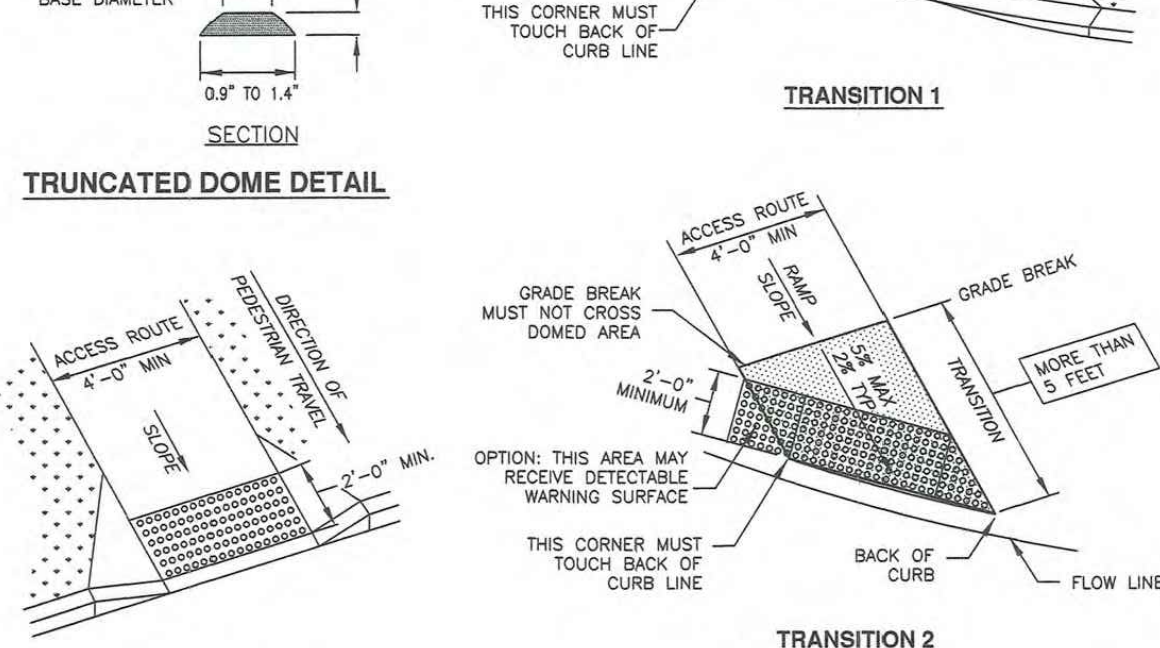 BASE DIAMETER
0.9" TO 1.4"
SECTION
TRUNCATED DOME DETAIL
THIS CORNER MUST
TOUCH BACK OF
CURB LINE
TRANSITION 1
ACCESS ROUTE
4'-0" MIN
SLOPE
DIRECTION OF
PEDESTRIAN TRAVEL
2'-0" MIN.
ACCESS ROUTE
4'-0" MIN
RAMP
SLOPE
GRADE BREAK
MUST NOT CROSS
DOMED AREA
GRADE BREAK
5% MAX
2% TYP
TRANSITION
MORE THAN
5 FEET
2'-0"
MINIMUM
OPTION: THIS AREA MAY
RECEIVE DETECTABLE
WARNING SURFACE
THIS CORNER MUST
TOUCH BACK OF
CURB LINE
BACK OF
CURB
FLOW LINE
TRANSITION 2